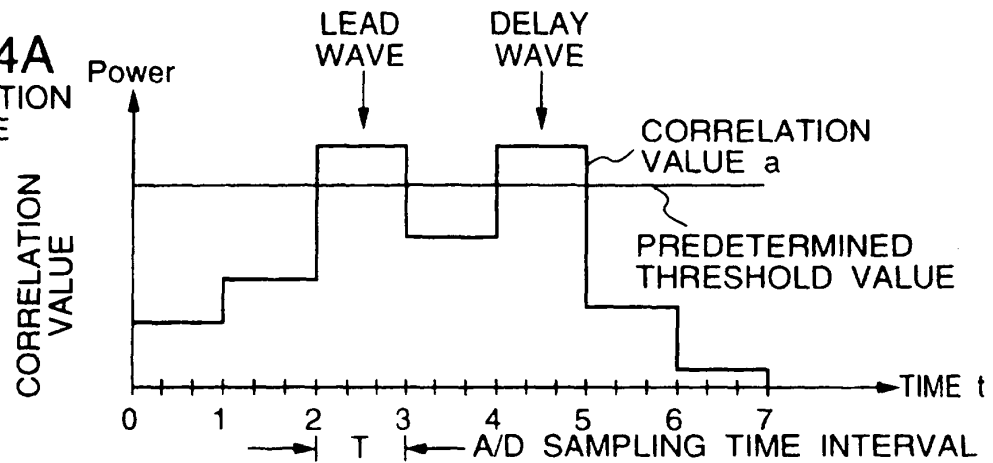 4A
TION
E
Power
LEAD
WAVE
DELAY
WAVE
CORRELATION
VALUE a
PREDETERMINED
THRESHOLD VALUE
CORRELATION
VALUE
TIME t
0 1 2 3 4 5 6 7
T
A/D SAMPLING TIME INTERVAL